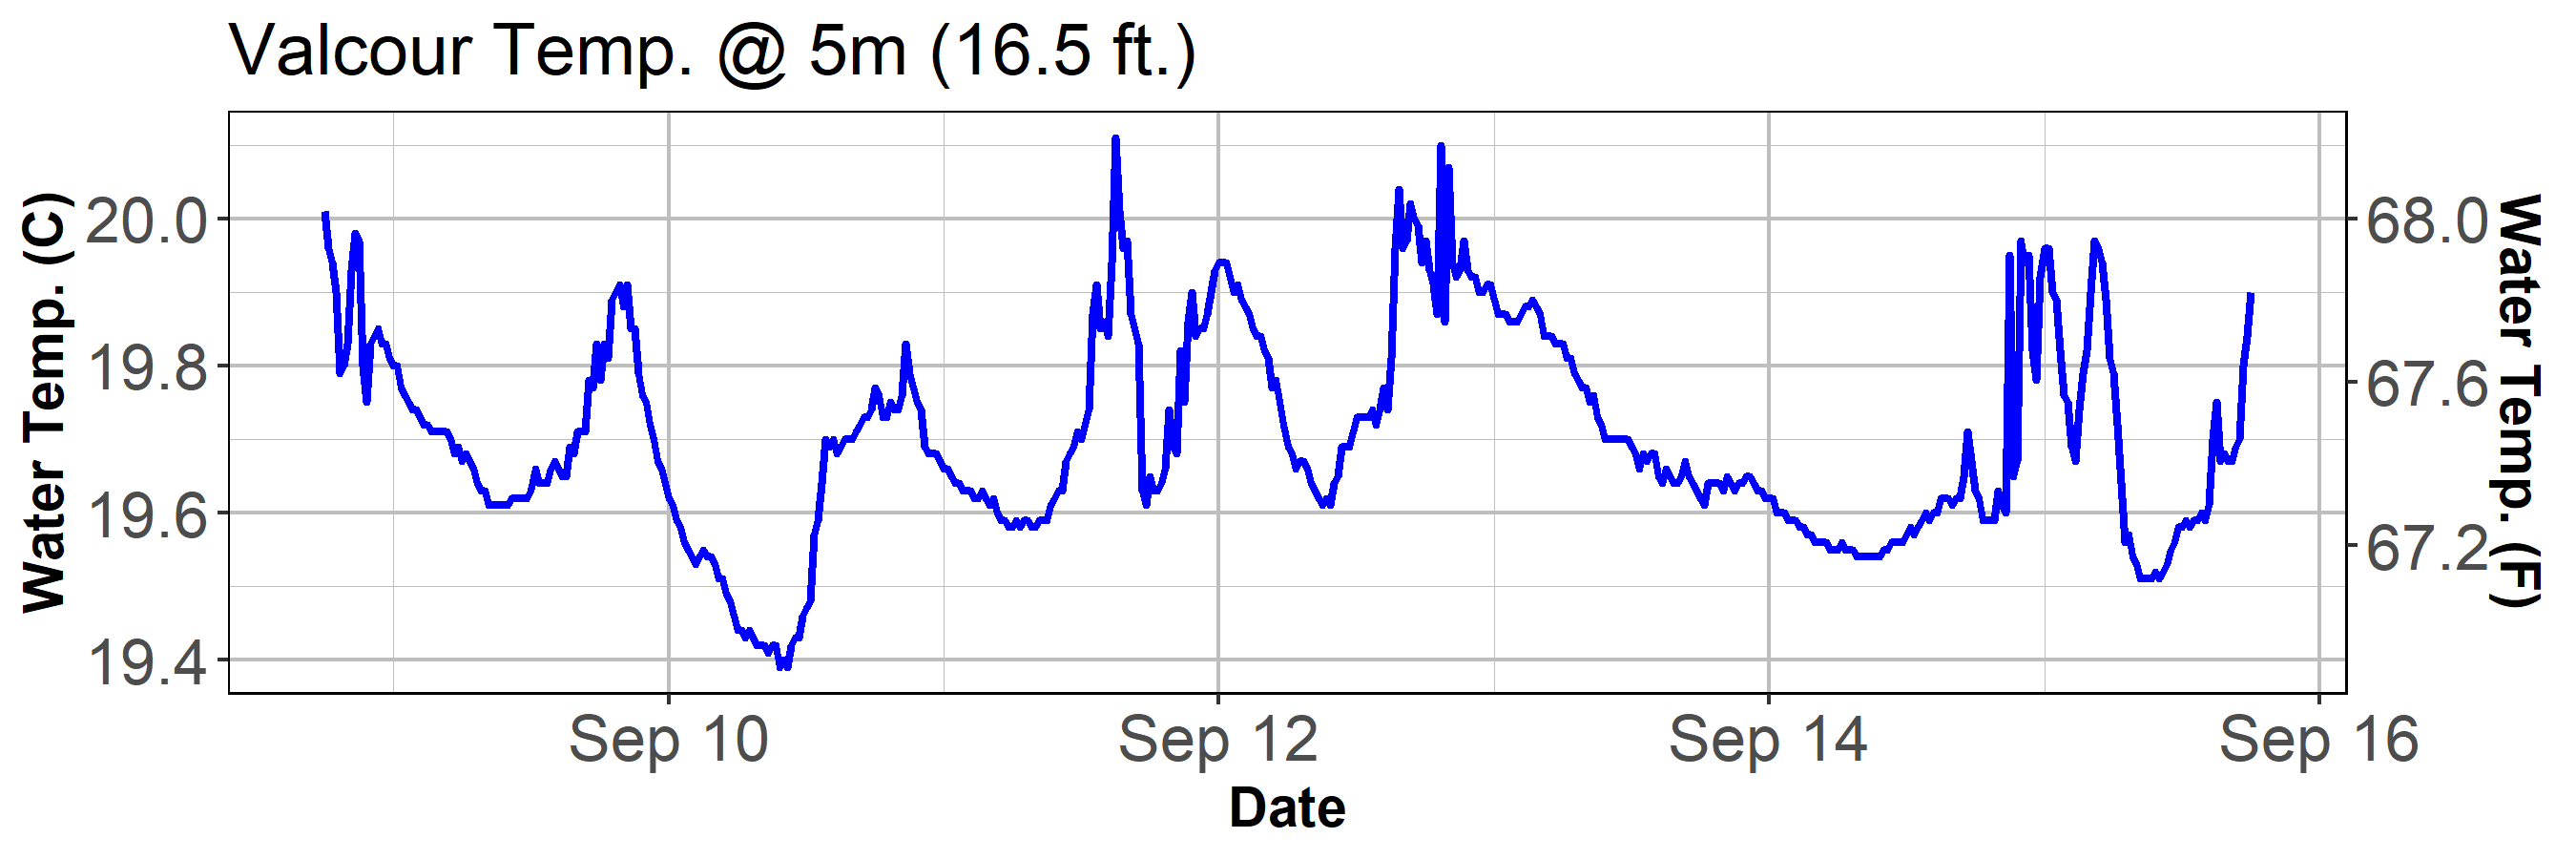 Valcour Temp. @ 5m (16.5 ft.)
Water Temp. (C)
20.0
19.8
19.6
19.4
68.0
67.6
67.2
Water Temp. (F)
Sep 10
Sep 12
Sep 14
Sep 16
Date